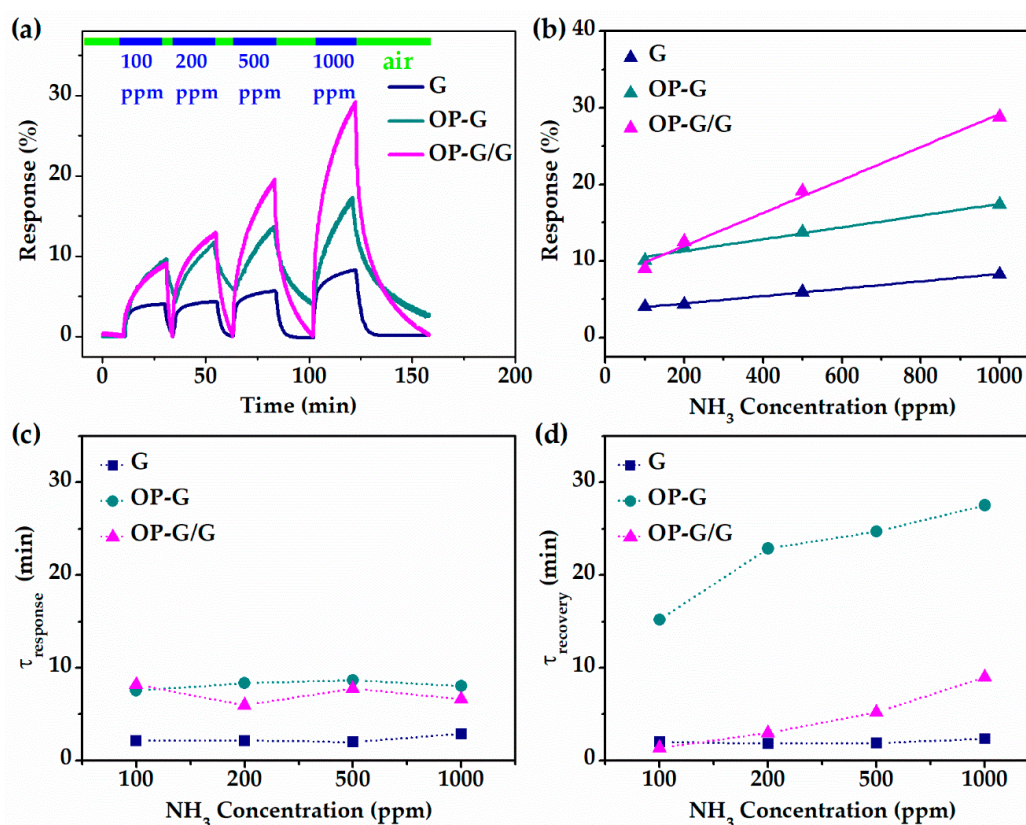 (a)
100 200 500 1000 air
ppm ppm ppm ppm
G
OP-G
OP-G/G
30
20
10
0
Response (%)
0 50 100 150 200
Time (min)
(b)
40
30
20
10
0
Response (%)
G
OP-G
OP-G/G
0 200 400 600 800 1000
NH3 Concentration (ppm)
(c)
G
OP-G
OP-G/G
30
20
10
0
τ response (min)
100 200 500 1000
NH3 Concentration (ppm)
(d)
G
OP-G
OP-G/G
30
20
10
0
τ recovery (min)
100 200 500 1000
NH3 Concentration (ppm)